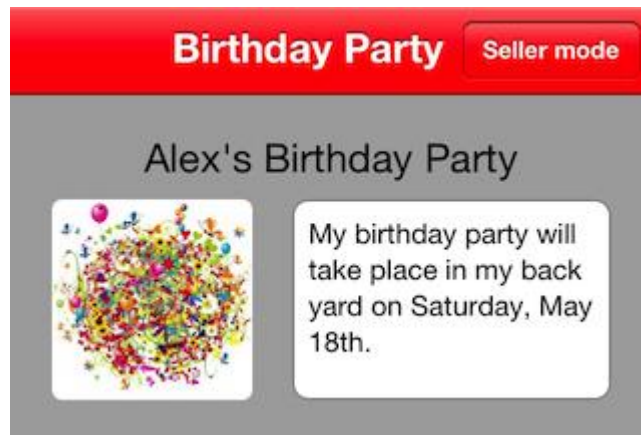 Birthday Party
Seller mode
Alex's Birthday Party
My birthday party will
take place in my back
yard on Saturday, May
18th.